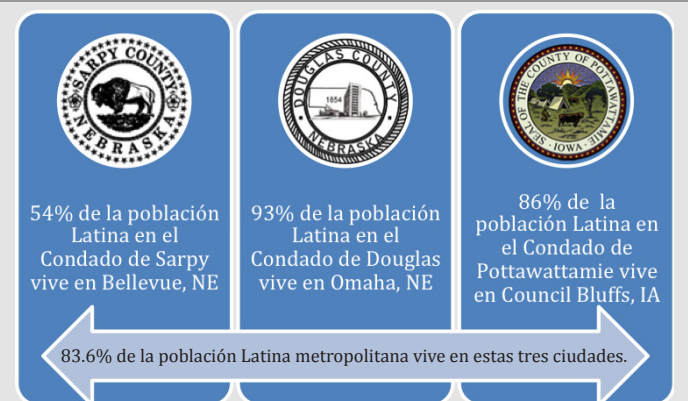 SARPY COUNTY
NEBRASKA
54% de la población
Latina en el
Condado de Sarpy
vive en Bellevue, NE
DOUGLAS COUNTY
1854
NEBRASKA
93% de la población
Latina en el
Condado de Douglas
vive en Omaha, NE
SEAL OF THE COUNTY OF POTTAWATTAMIE
IOWA
86% de la
población Latina en
el Condado de
Pottawattamie vive
en Council Bluffs, IA
83.6% de la población Latina metropolitana vive en estas tres ciudades.